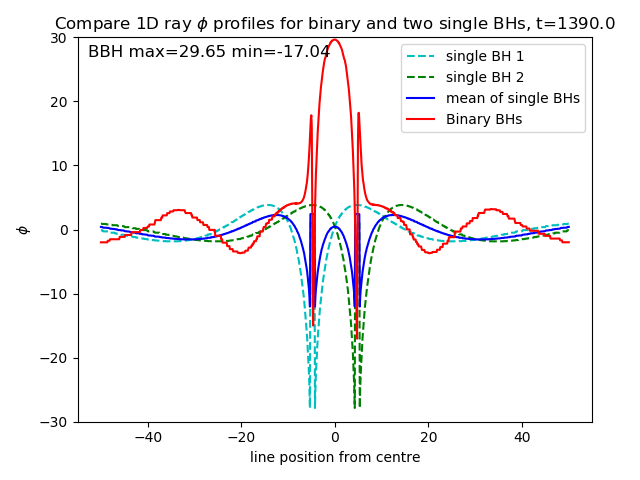 Compare 1D ray ϕ profiles for binary and two single BHs, t=1390.0
BBH max=29.65 min=-17.04
single BH 1
single BH 2
mean of single BHs
Binary BHs
30
20
10
0
−10
−20
−30
ϕ
−40
−20
0
20
40
line position from centre